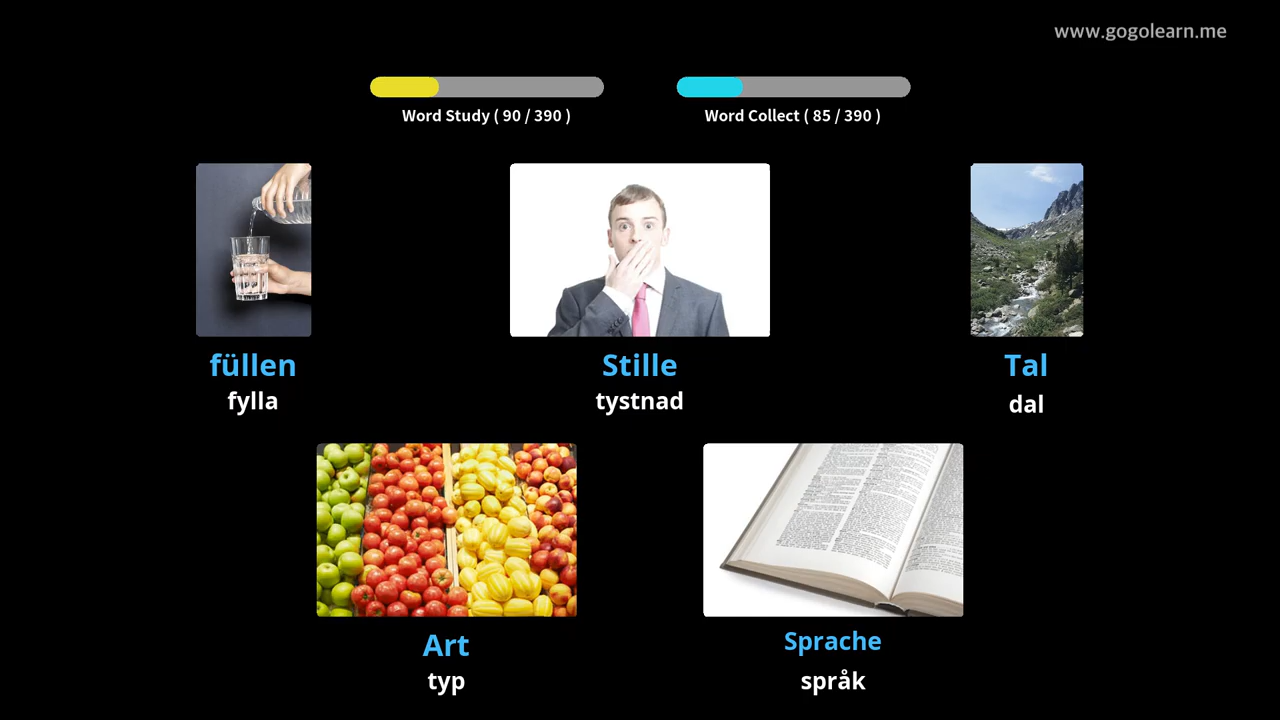 www.gogolearn.me
Word Study ( 90 / 390 )
Word Collect ( 85 / 390 )
füllen
fylla
Stille
tystnad
Tal
dal
Art
typ
Sprache
språk